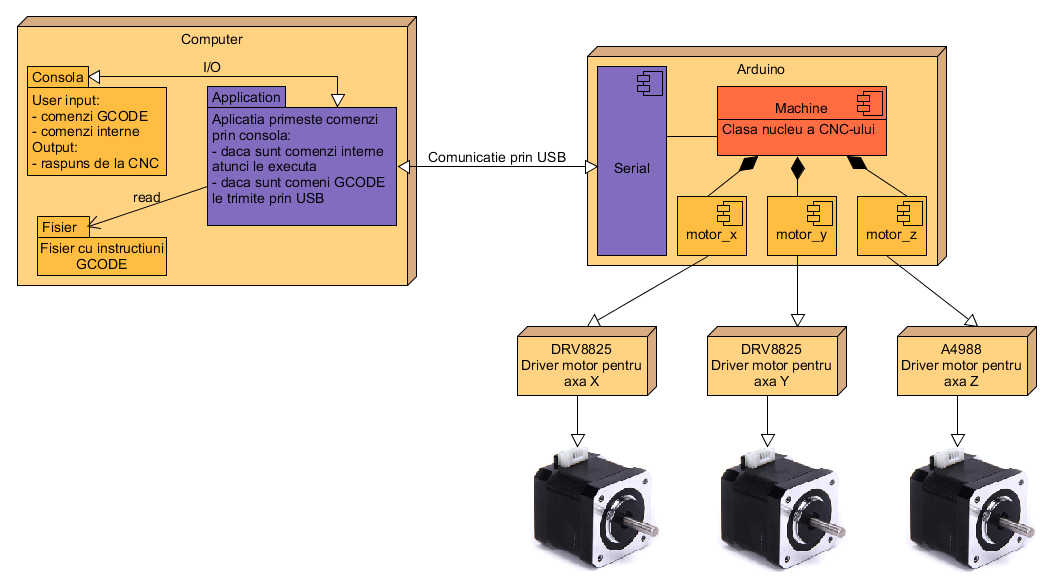 Computer
I/O
Consola
User input:
- comenzi GCODE
- comenzi interne
Output:
- raspuns de la CNC
Application
Aplicatia primeste comenzi
prin consola:
- daca sunt comenzi interne
atunci le executa
- daca sunt comeni GCODE
le trimite prin USB
read
Fisier
Fisier cu instructiuni
GCODE
Comunicatie prin USB
Arduino
Serial
Machine
Clasa nucleu a CNC-ului
motor_x
motor_y
motor_z
DRV8825
Driver motor pentru
axa X
DRV8825
Driver motor pentru
axa Y
A4988
Driver motor pentru
axa Z